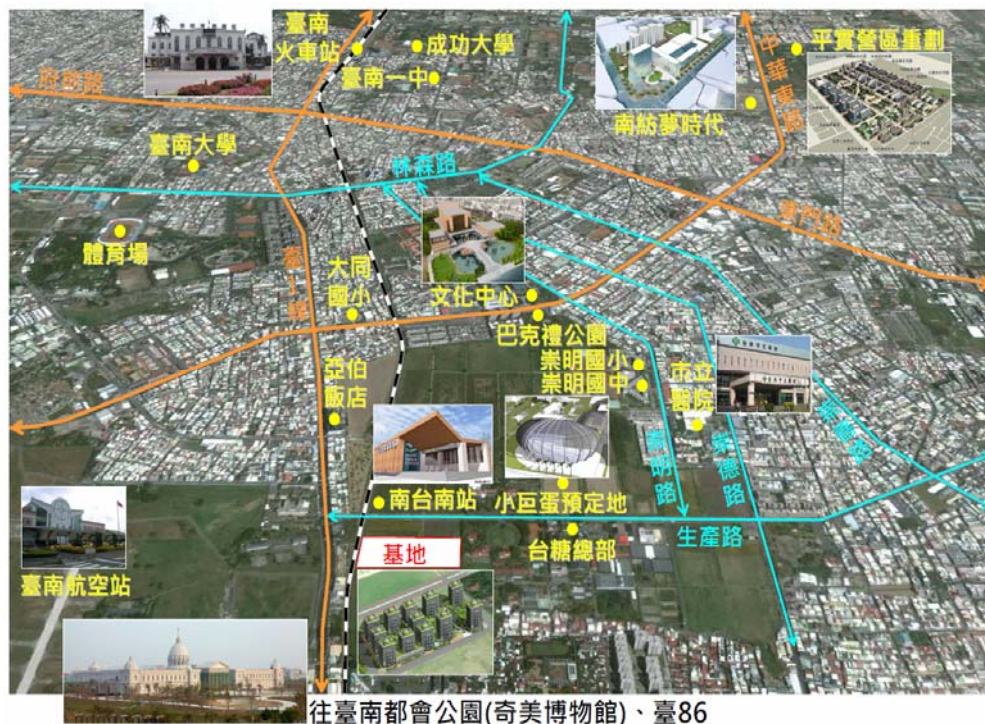 臺南
火車站
成功大學
臺南一中
中華東路
平實營區重劃
府前路
南紡夢時代
臺南大學
林森路
東門路
體育場
臺1線
大同
國小
文化中心
巴克禮公園
崇明國小
崇明國中
市立
醫院
亞伯
飯店
崇明路
崇德路
南台南站
小巨蛋預定地
生產路
台糖總部
基地
臺南航空站
往臺南都會公園(奇美博物館)、臺86